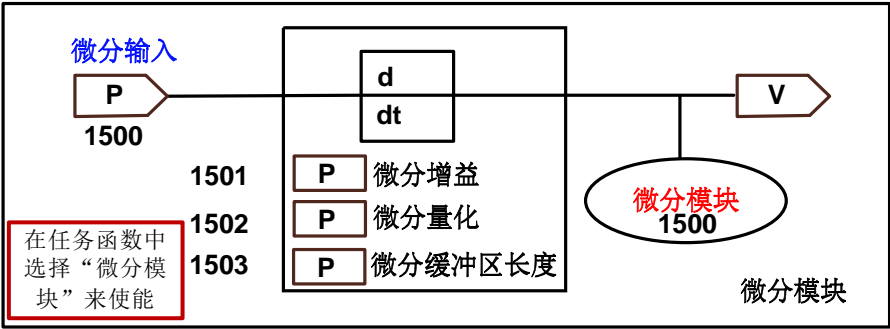 微分输入
P
1500
d
dt
V
1501
P
微分增益
1502
P
微分量化
1503
P
微分缓冲区长度
微分模块
1500
在任务函数中
选择“微分模
块”来使能
微分模块